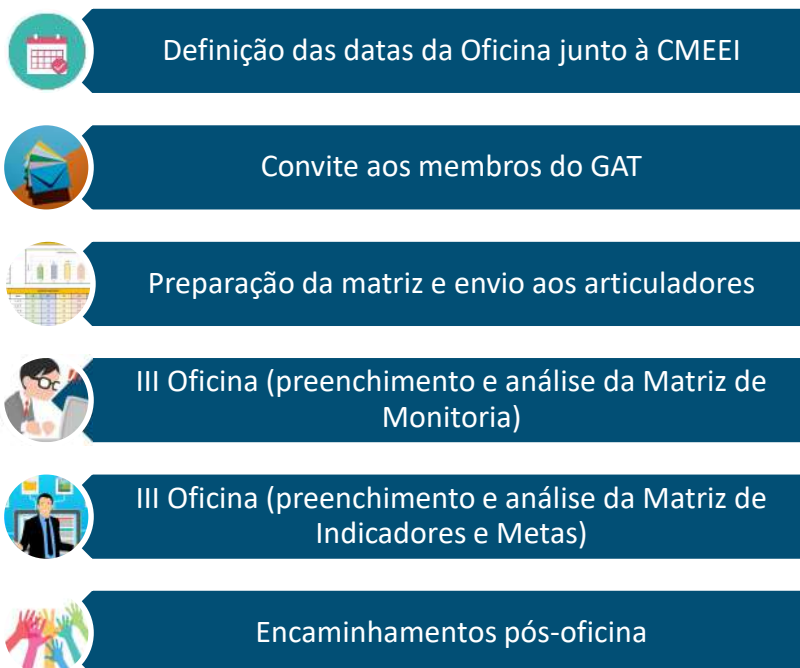 Definição das datas da Oficina junto à CMEEI
Convite aos membros do GAT
Preparação da matriz e envio aos articuladores
III Oficina (preenchimento e análise da Matriz de
Monitoria)
III Oficina (preenchimento e análise da Matriz de
Indicadores e Metas)
Encaminhamentos pós-oficina